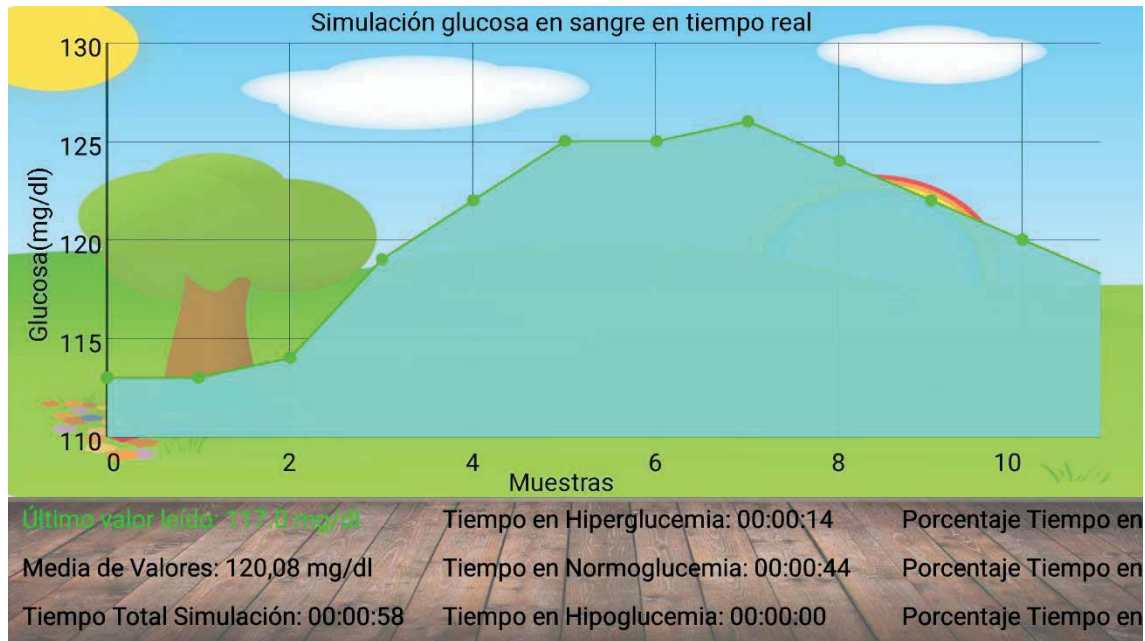 Simulación glucosa en sangre en tiempo real
130
125
120
115
110
Glucosa(mg/dl)
0 2 4 6 8 10
Muestras
Último valor leído: 117.0 mg/dl Tiempo en Hiperglucemia: 00:00:14 Porcentaje Tiempo en
Media de Valores: 120,08 mg/dl Tiempo en Normoglucemia: 00:00:44 Porcentaje Tiempo en
Tiempo Total Simulación: 00:00:58 Tiempo en Hipoglucemia: 00:00:00 Porcentaje Tiempo en